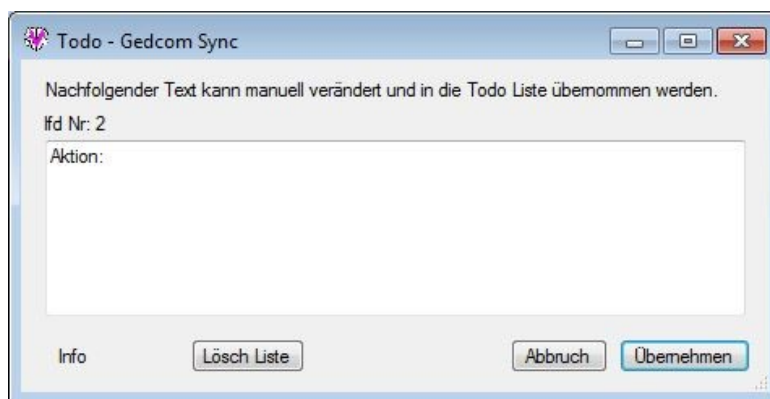 Todo - Gedcom Sync
Nachfolgender Text kann manuell verändert und in die Todo Liste übernommen werden.
lfd Nr: 2
Aktion:
Info Lösch Liste Abbruch Übernehmen